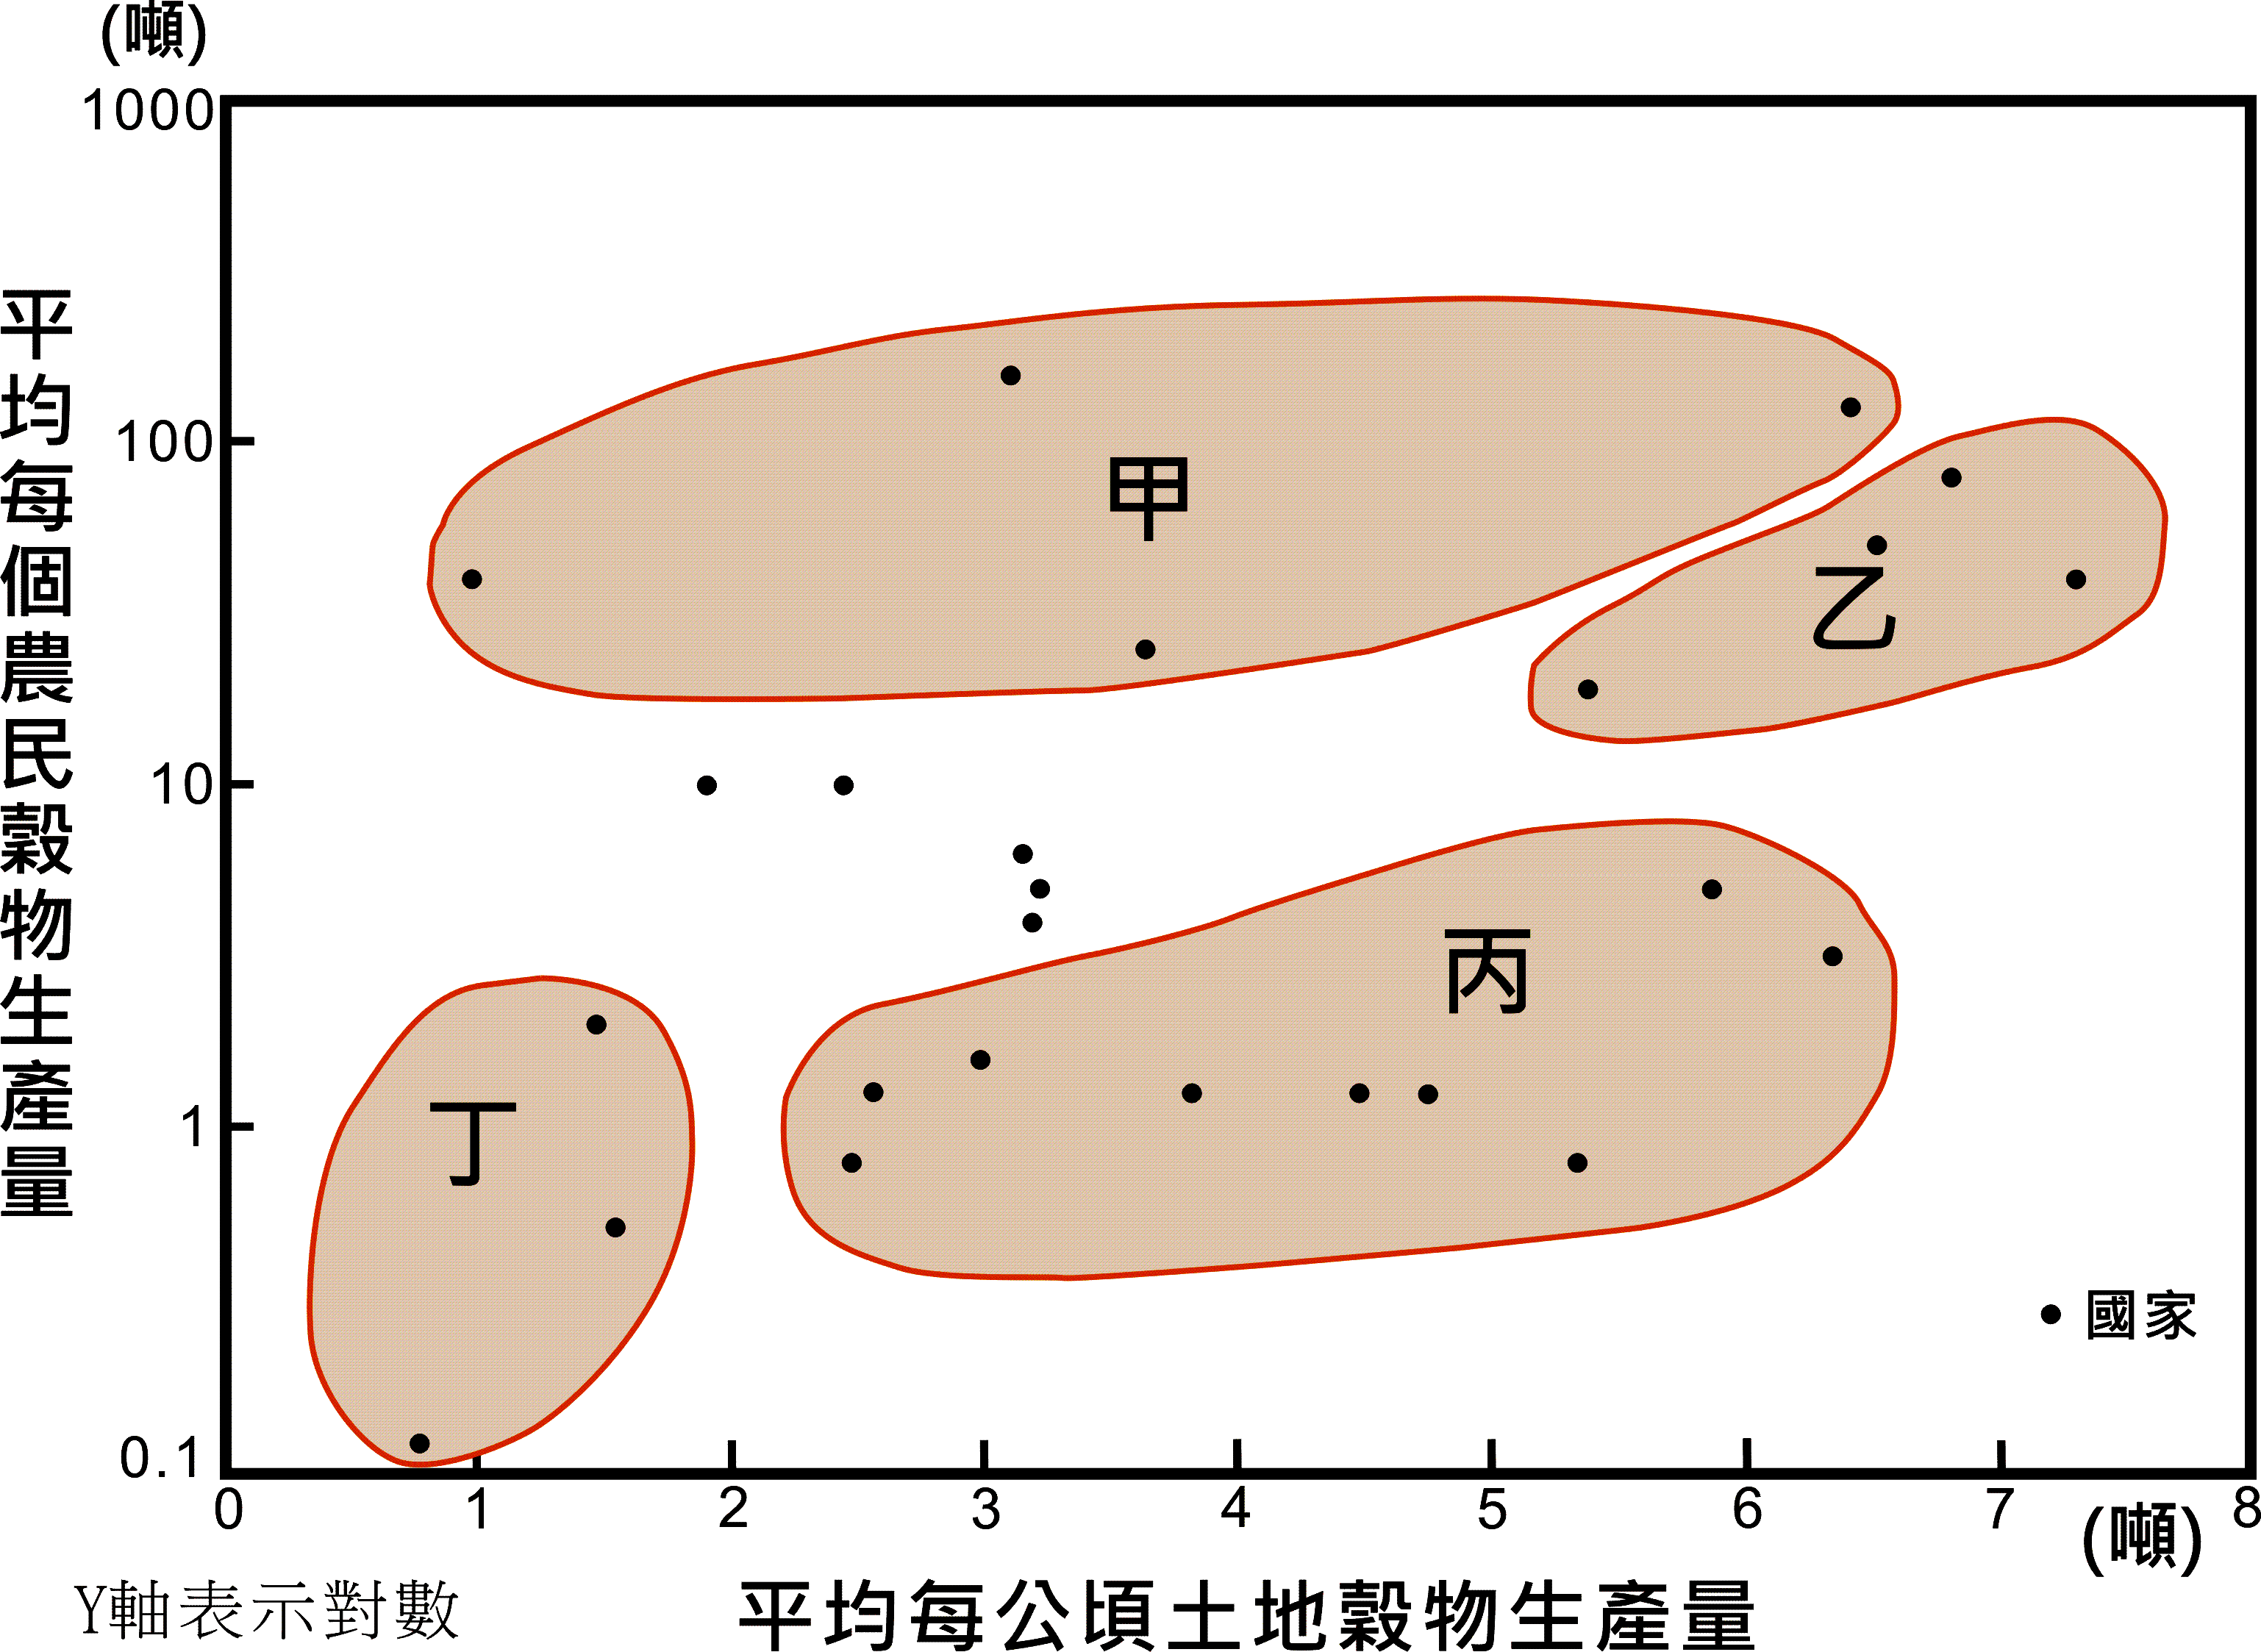 (噸)
1000
100
10
1
0.1
平均每個農民穀物生產量
甲
乙
丙
丁
國家
0 1 2 3 4 5 6 7 8
(噸)
Y軸表示對數
平均每公頃土地穀物生產量